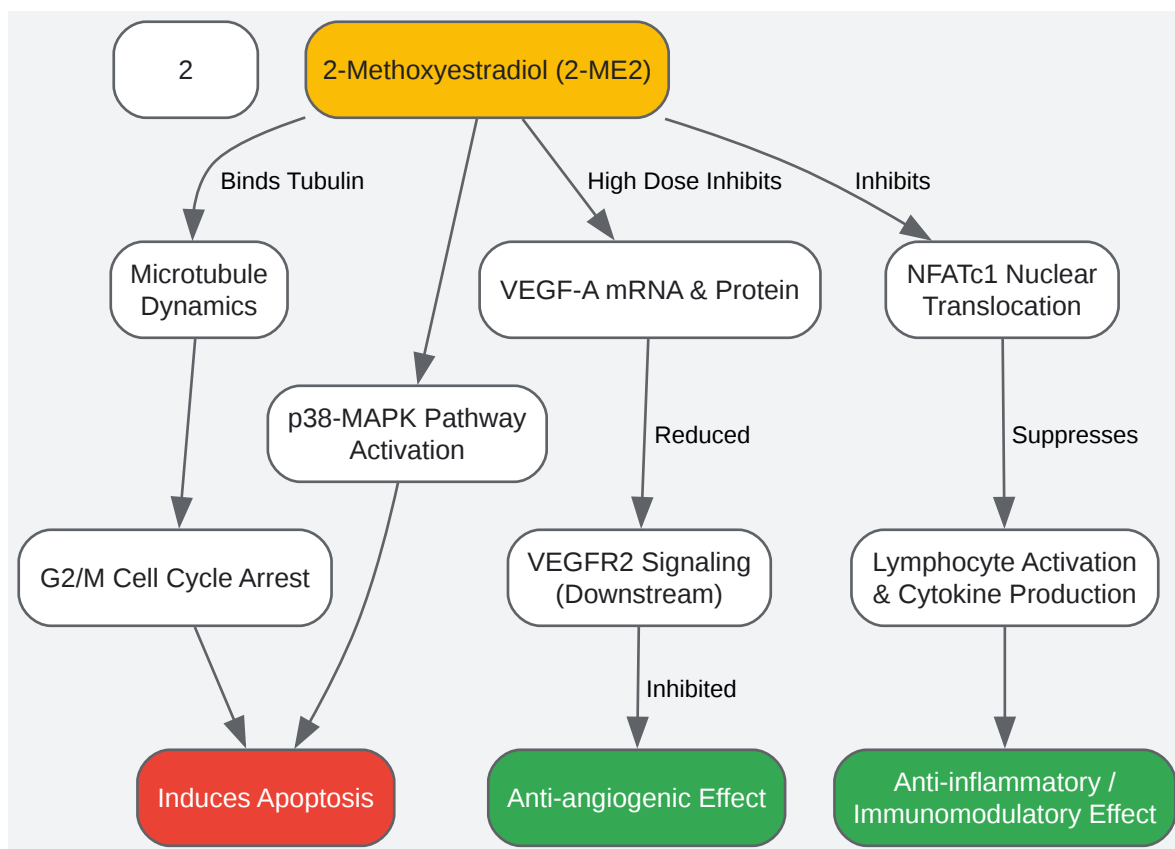 2
2-Methoxyestradiol (2-ME2)
Binds Tubulin
High Dose Inhibits
Inhibits
Microtubule
Dynamics
VEGF-A mRNA & Protein
NFATc1 Nuclear
Translocation
p38-MAPK Pathway
Activation
Reduced
Suppresses
G2/M Cell Cycle Arrest
VEGFR2 Signaling
(Downstream)
Lymphocyte Activation
& Cytokine Production
Inhibited
Induces Apoptosis
Anti-angiogenic Effect
Anti-inflammatory /
Immunomodulatory Effect